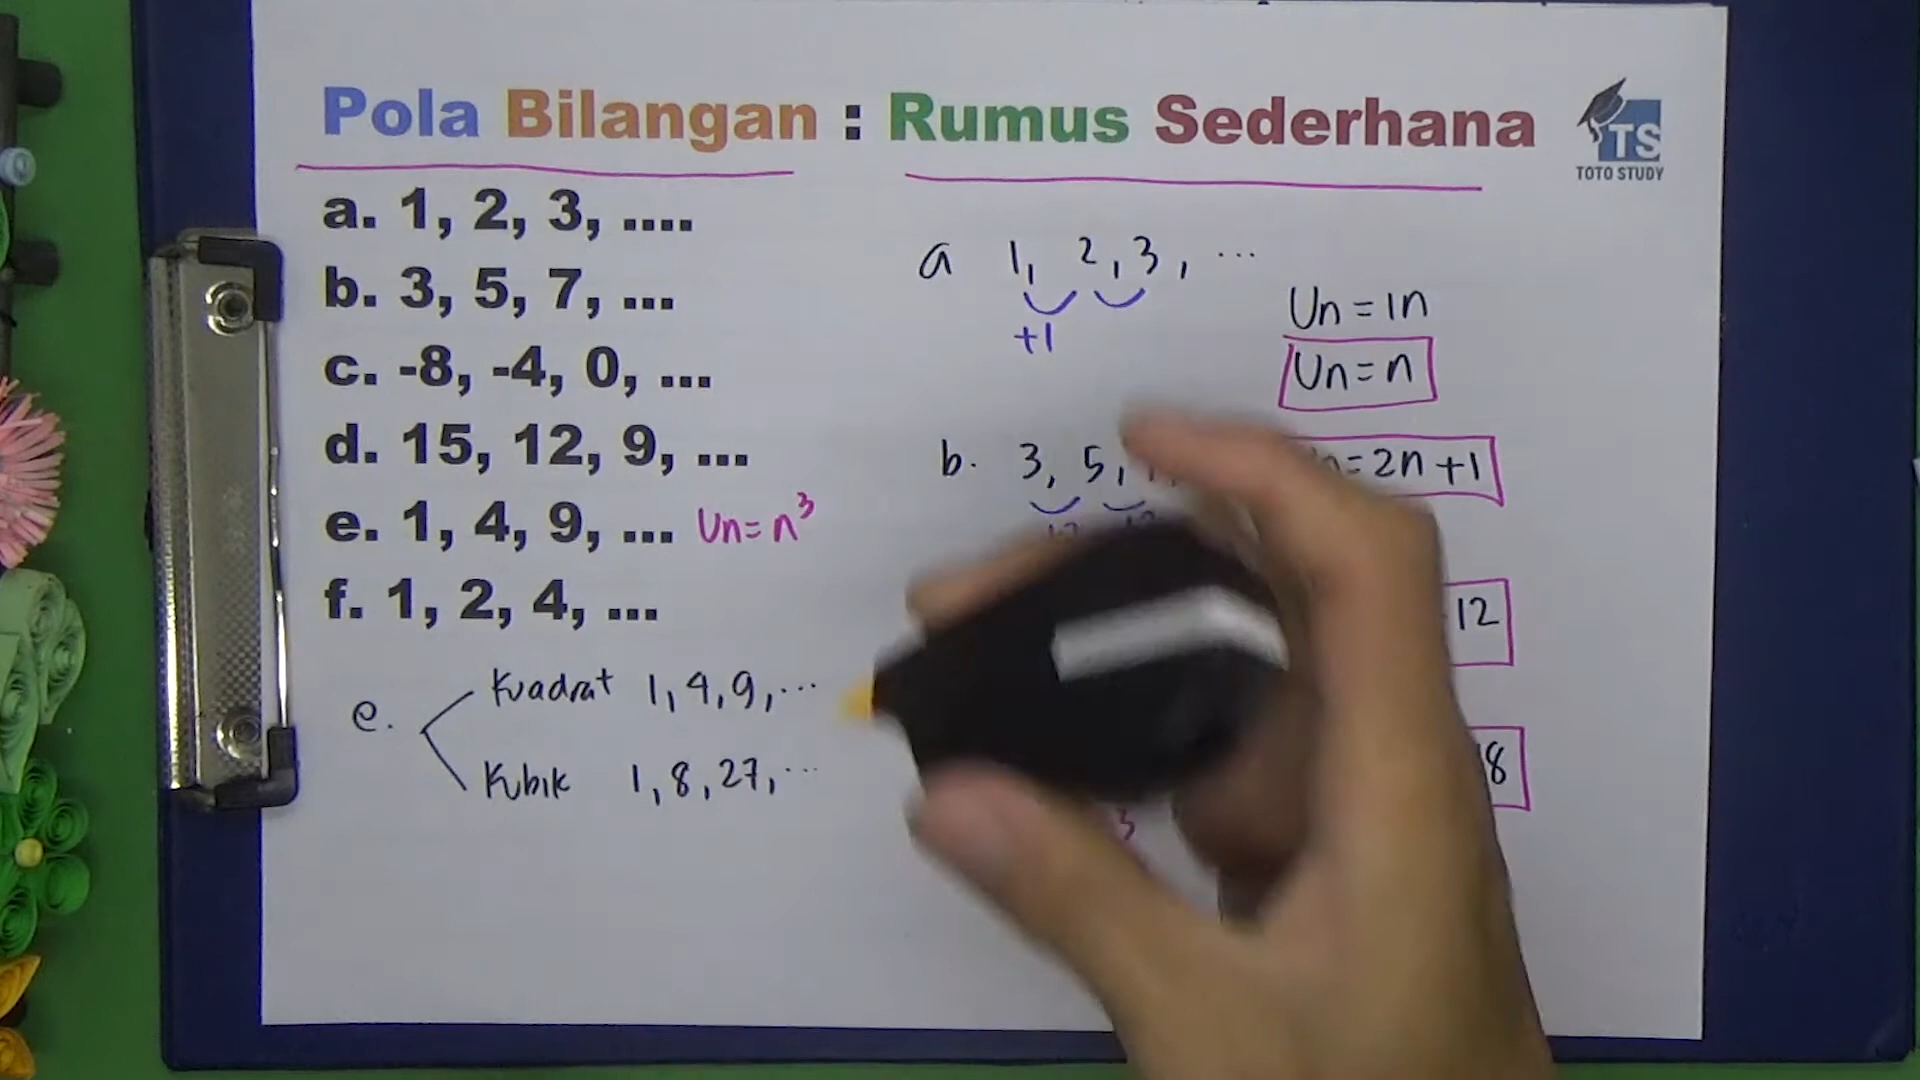 Pola Bilangan : Rumus Sederhana
TS
TOTO STUDY
a. 1, 2, 3, ....
b. 3, 5, 7, ...
c. -8, -4, 0, ...
d. 15, 12, 9, ...
e. 1, 4, 9, ... Un=n³
f. 1, 2, 4, ...
e.
Kuadrat 1,4,9,...
Kubik 1,8,27,...
a 1, 2, 3, ...
+1
Un = 1n
Un = n
b. 3, 5,
=2n+1
12
8
3